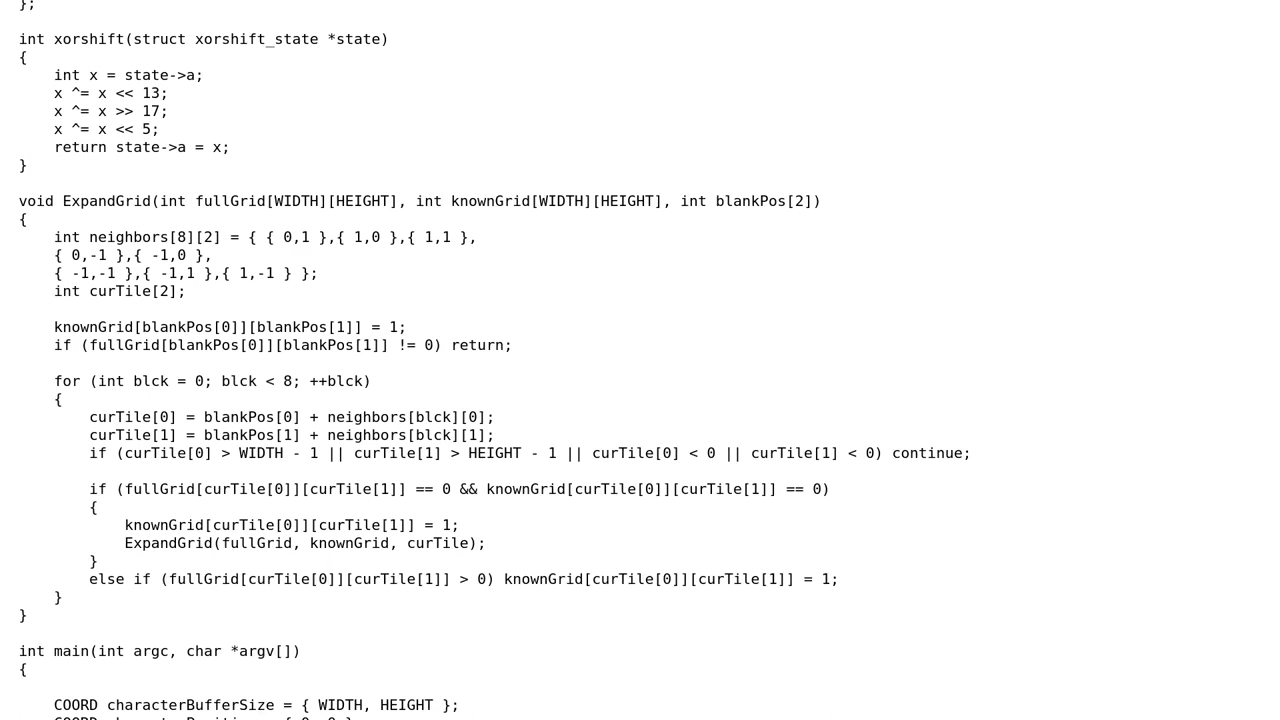 };
int xorshift(struct xorshift_state *state)
{
    int x = state->a;
    x ^= x << 13;
    x ^= x >> 17;
    x ^= x << 5;
    return state->a = x;
}
void ExpandGrid(int fullGrid[WIDTH][HEIGHT], int knownGrid[WIDTH][HEIGHT], int blankPos[2])
{
    int neighbors[8][2] = { { 0,1 },{ 1,0 },{ 1,1 },
    { 0,-1 },{ -1,0 },
    { -1,-1 },{ -1,1 },{ 1,-1 } };
    int curTile[2];
    knownGrid[blankPos[0]][blankPos[1]] = 1;
    if (fullGrid[blankPos[0]][blankPos[1]] != 0) return;
    for (int blck = 0; blck < 8; ++blck)
    {
        curTile[0] = blankPos[0] + neighbors[blck][0];
        curTile[1] = blankPos[1] + neighbors[blck][1];
        if (curTile[0] > WIDTH - 1 || curTile[1] > HEIGHT - 1 || curTile[0] < 0 || curTile[1] < 0) continue;
        if (fullGrid[curTile[0]][curTile[1]] == 0 && knownGrid[curTile[0]][curTile[1]] == 0)
        {
            knownGrid[curTile[0]][curTile[1]] = 1;
            ExpandGrid(fullGrid, knownGrid, curTile);
        }
        else if (fullGrid[curTile[0]][curTile[1]] > 0) knownGrid[curTile[0]][curTile[1]] = 1;
    }
}
int main(int argc, char *argv[])
{
    COORD characterBufferSize = { WIDTH, HEIGHT };